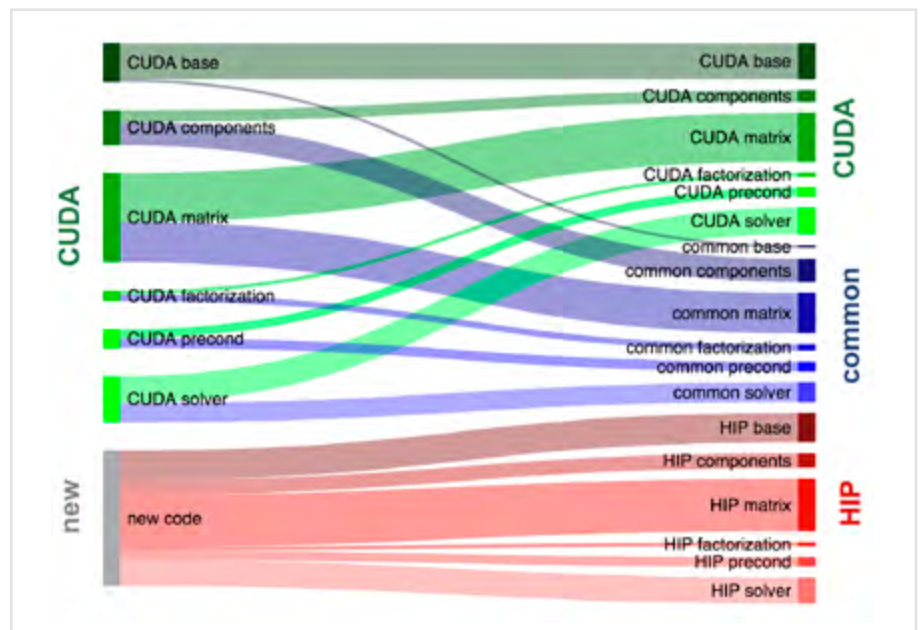 CUDA
CUDA base
CUDA components
CUDA matrix
CUDA factorization
CUDA precond
CUDA solver
new
new code
CUDA base
CUDA components
CUDA matrix
CUDA factorization
CUDA precond
CUDA solver
CUDA
common base
common components
common matrix
common factorization
common precond
common solver
common
HIP base
HIP components
HIP matrix
HIP factorization
HIP precond
HIP solver
HIP